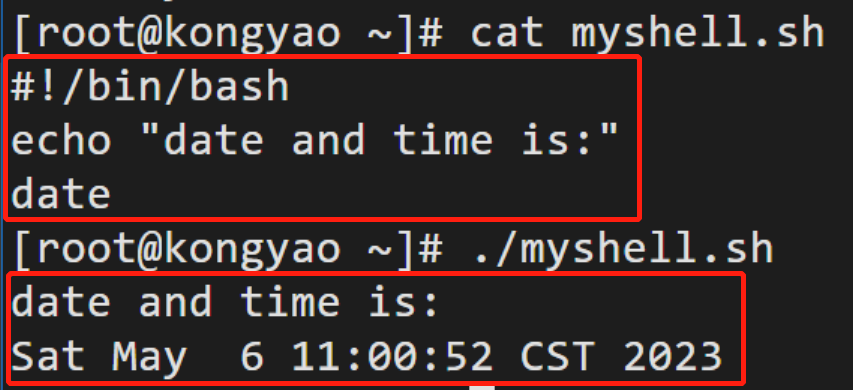 [root@kongyao ~]# cat myshell.sh
#!/bin/bash
echo "date and time is:"
date
[root@kongyao ~]# ./myshell.sh
date and time is:
Sat May  6 11:00:52 CST 2023